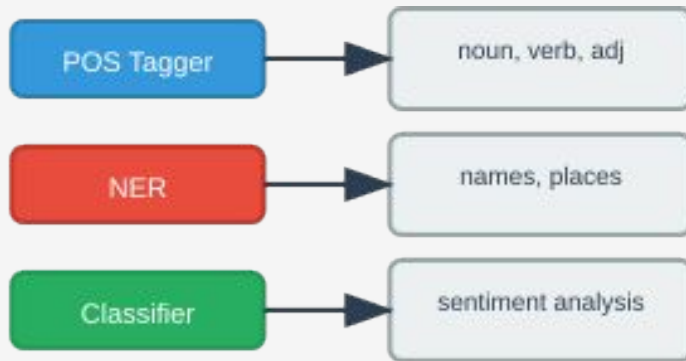 POS Tagger
noun, verb, adj
NER
names, places
Classifier
sentiment analysis